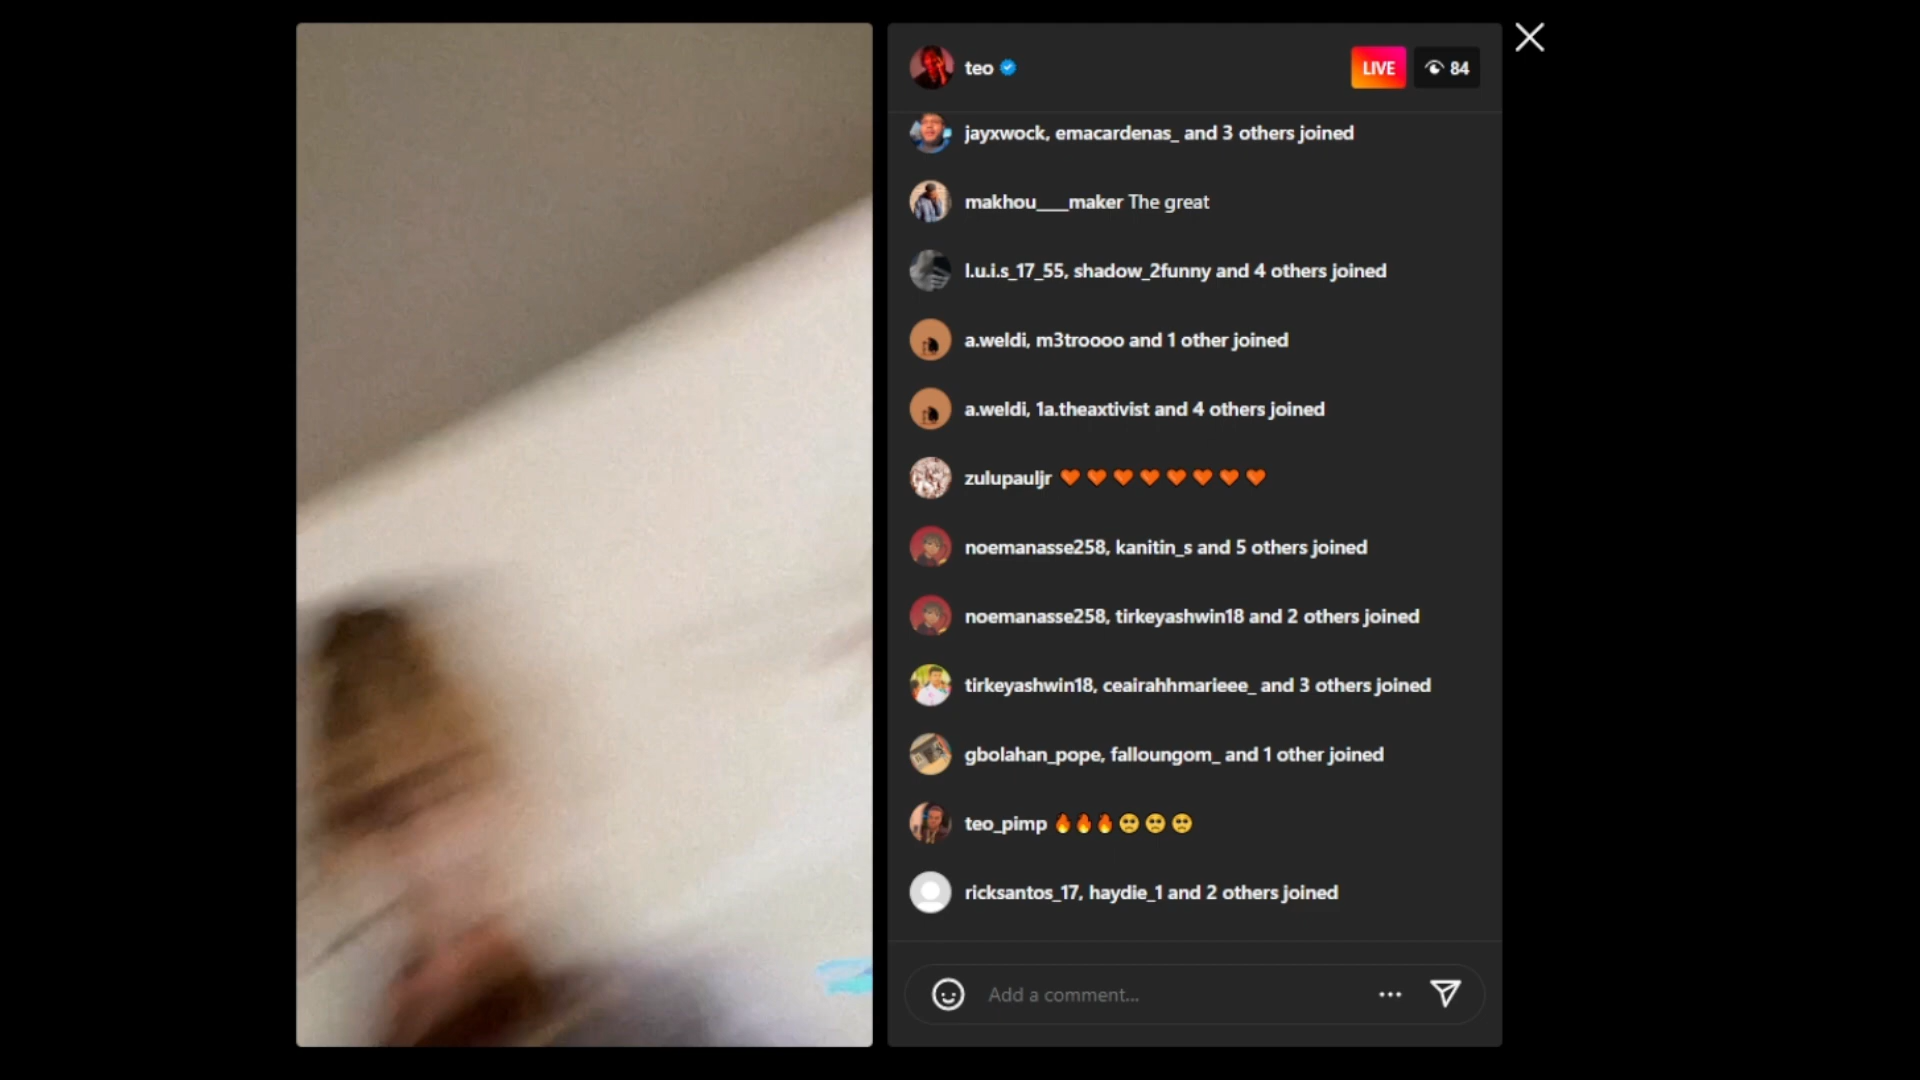 teo
LIVE
84
jayxwock, emacardenas_ and 3 others joined
makhou___maker The great
l.u.i.s_17_55, shadow_2funny and 4 others joined
a.weldi, m3troooo and 1 other joined
a.weldi, 1a.theaxtivist and 4 others joined
zulupauljr 🧡 🧡 🧡 🧡 🧡 🧡 🧡 🧡
noemanasse258, kanitin_s and 5 others joined
noemanasse258, tirkeyashwin18 and 2 others joined
tirkeyashwin18, ceairahhmarieee_ and 3 others joined
gbolahan_pope, falloungom_ and 1 other joined
teo_pimp 🔥🔥🔥🥺🥺🥺
ricksantos_17, haydie_1 and 2 others joined
Add a comment...